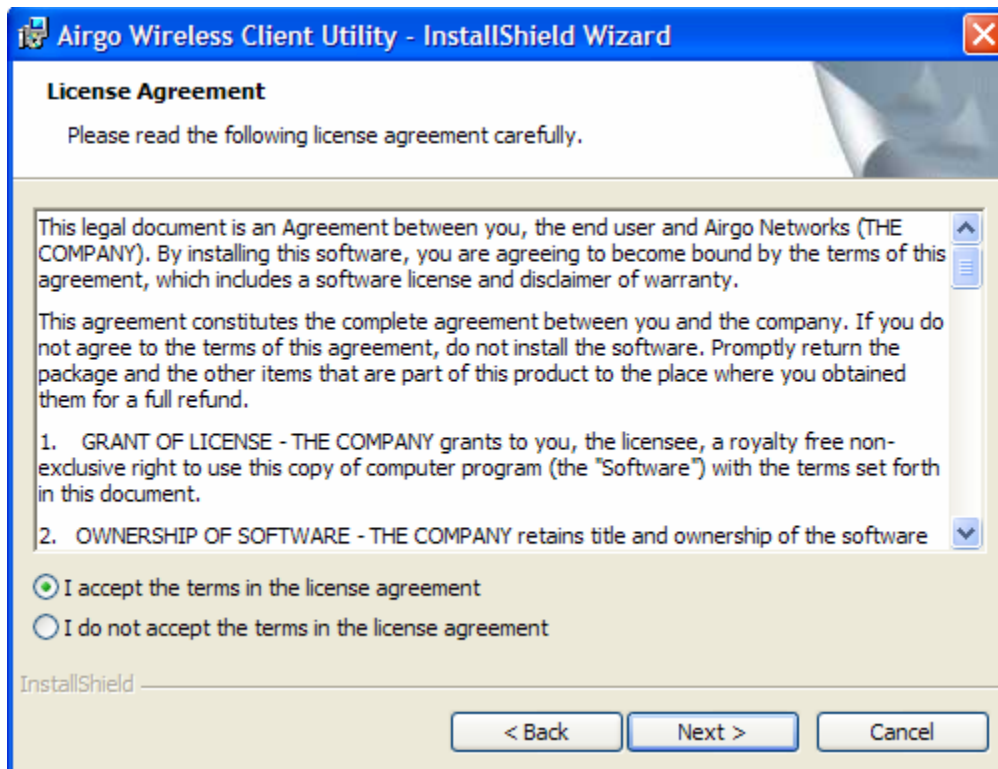 Airgo Wireless Client Utility - InstallShield Wizard
License Agreement
Please read the following license agreement carefully.
This legal document is an Agreement between you, the end user and Airgo Networks (THE
COMPANY). By installing this software, you are agreeing to become bound by the terms of this
agreement, which includes a software license and disclaimer of warranty.
This agreement constitutes the complete agreement between you and the company. If you do
not agree to the terms of this agreement, do not install the software. Promptly return the
package and the other items that are part of this product to the place where you obtained
them for a full refund.
1. GRANT OF LICENSE - THE COMPANY grants to you, the licensee, a royalty free non-
exclusive right to use this copy of computer program (the "Software") with the terms set forth
in this document.
2. OWNERSHIP OF SOFTWARE - THE COMPANY retains title and ownership of the software
I accept the terms in the license agreement
I do not accept the terms in the license agreement
InstallShield
< Back
Next >
Cancel